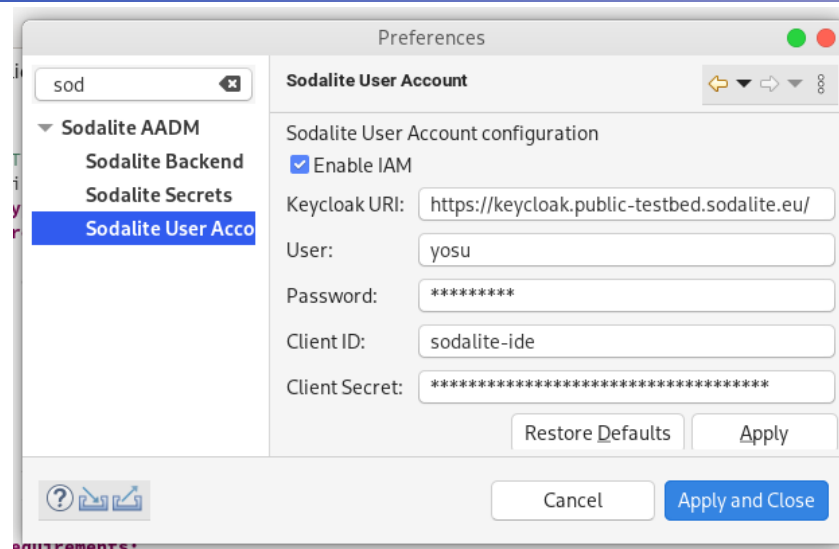 Preferences
sod
Sodalite AADM
Sodalite Backend
Sodalite Secrets
Sodalite User Acco
Sodalite User Account
Sodalite User Account configuration
Enable IAM
Keycloak URI: https://keycloak.public-testbed.sodalite.eu/
User: yosu
Password: *********
Client ID: sodalite-ide
Client Secret: ************************************
Restore Defaults Apply
Cancel Apply and Close
equirements: